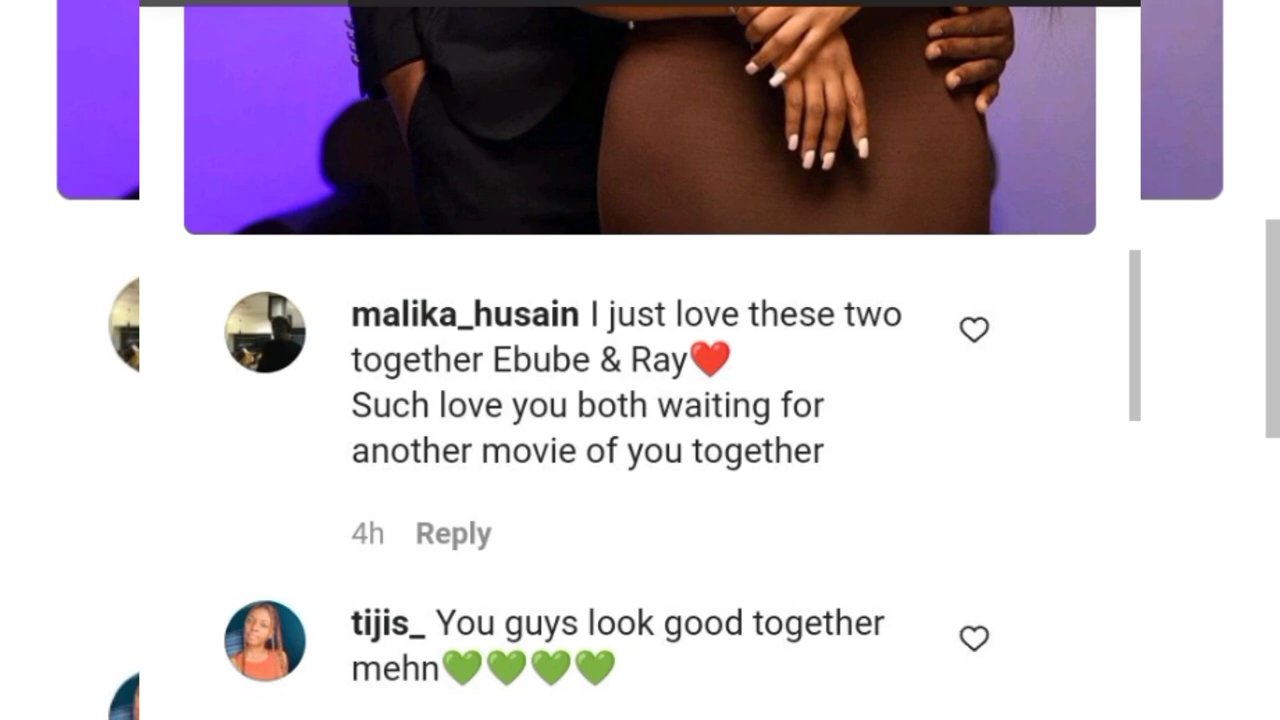 malika_husain I just love these two
together Ebube & Ray❤️
Such love you both waiting for
another movie of you together
4h Reply
tijis_ You guys look good together
mehn💚💚💚💚